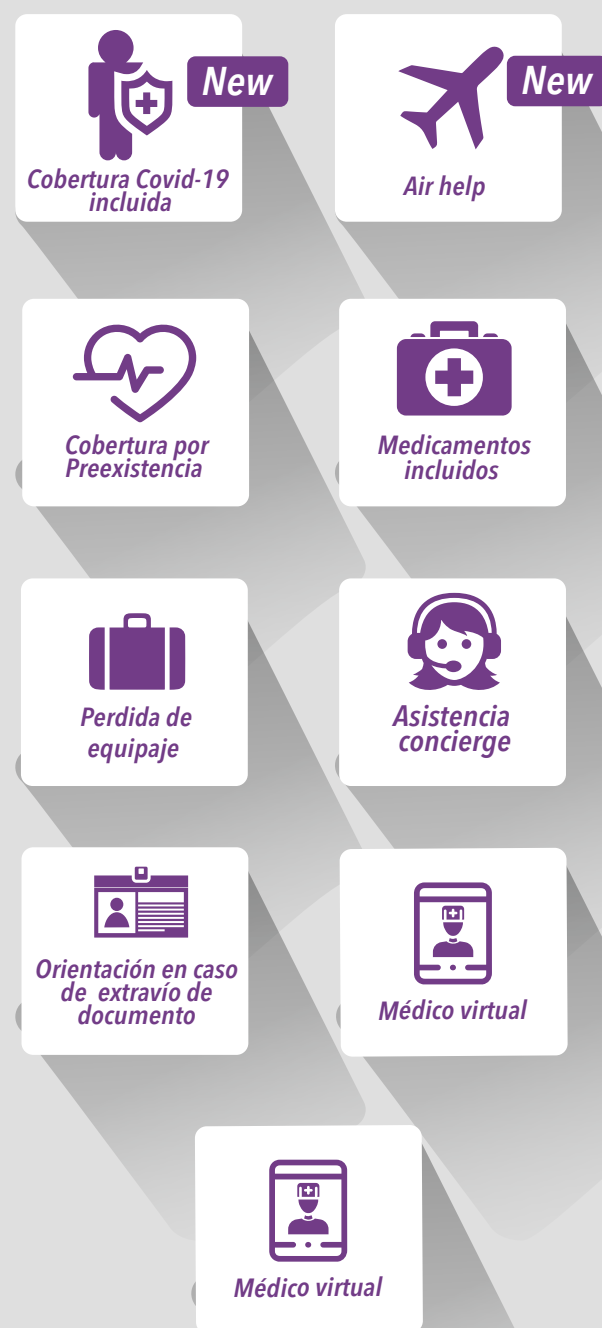 New
Cobertura Covid-19
incluida
New
Air help
Cobertura por
Preexistencia
Medicamentos
incluidos
Perdida de
equipaje
Asistencia
concierge
Orientación en caso
de extravío de
documento
Médico virtual
Médico virtual